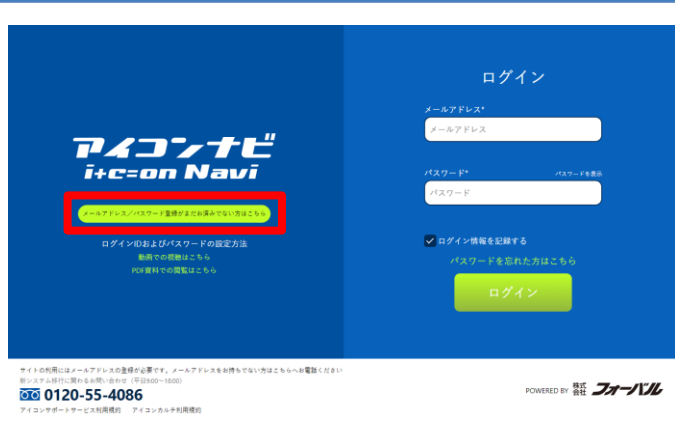 アイコンナビ
i+c=on Navi
メールアドレス／パスワード登録がまだお済みでない方はこちら
ログインIDおよびパスワードの設定方法
動画での視聴はこちら
PDF資料での閲覧はこちら
ログイン
メールアドレス*
メールアドレス
パスワード* パスワードを表示
パスワード
ログイン情報を記録する
パスワードを忘れた方はこちら
ログイン
サイトの利用にはメールアドレスの登録が必要です。メールアドレスをお持ちでない方はこちらへお電話ください
新システム移行に関わるお問い合わせ（平日9:00～18:00）
0120-55-4086
アイコンサポートサービス利用規約 アイコンカルテ利用規約
POWERED BY 株式会社 フォーバル